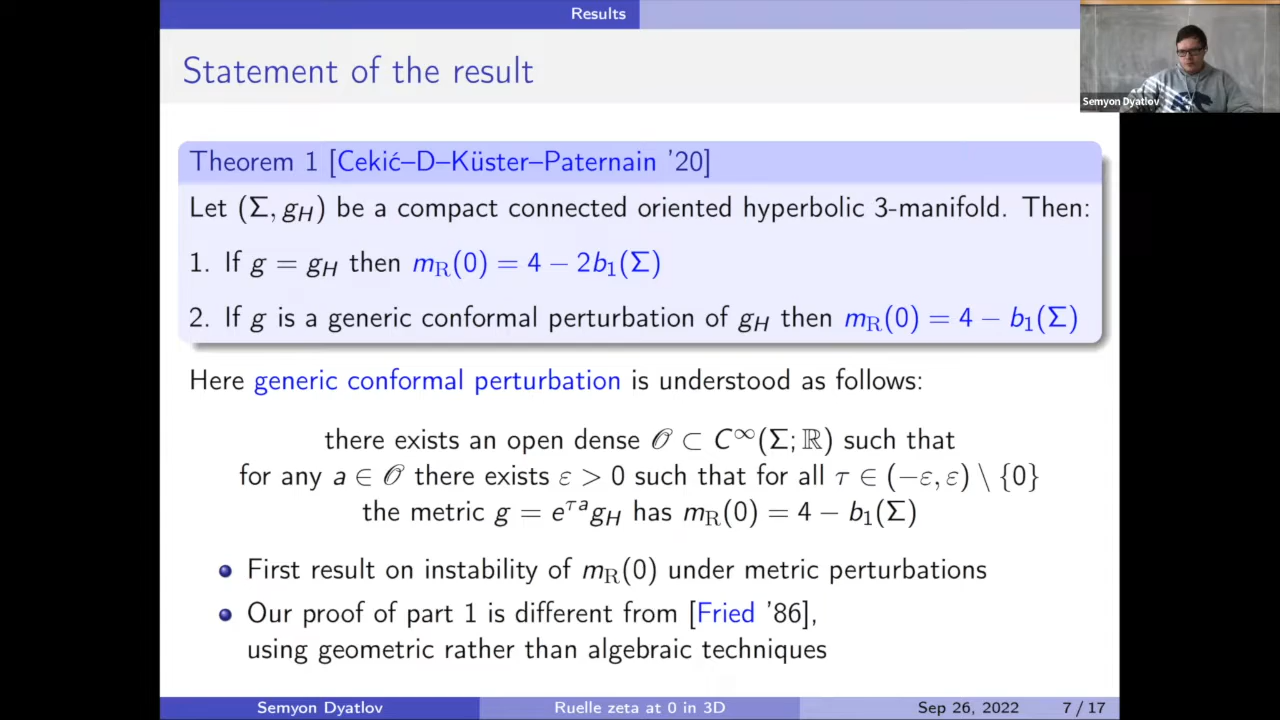 Results
Statement of the result
Semyon Dyatlov
Theorem 1 [Cekić–D–Küster–Paternain '20]
Let (Σ, g_H) be a compact connected oriented hyperbolic 3-manifold. Then:
1. If g = g_H then m_R(0) = 4 − 2b₁(Σ)
2. If g is a generic conformal perturbation of g_H then m_R(0) = 4 − b₁(Σ)
Here generic conformal perturbation is understood as follows:
there exists an open dense 𝒪 ⊂ C^∞(Σ; ℝ) such that
for any a ∈ 𝒪 there exists ε > 0 such that for all τ ∈ (−ε, ε) \ {0}
the metric g = e^{τa}g_H has m_R(0) = 4 − b₁(Σ)
First result on instability of m_R(0) under metric perturbations
Our proof of part 1 is different from [Fried '86],
using geometric rather than algebraic techniques
Semyon Dyatlov Ruelle zeta at 0 in 3D Sep 26, 2022 7 / 17